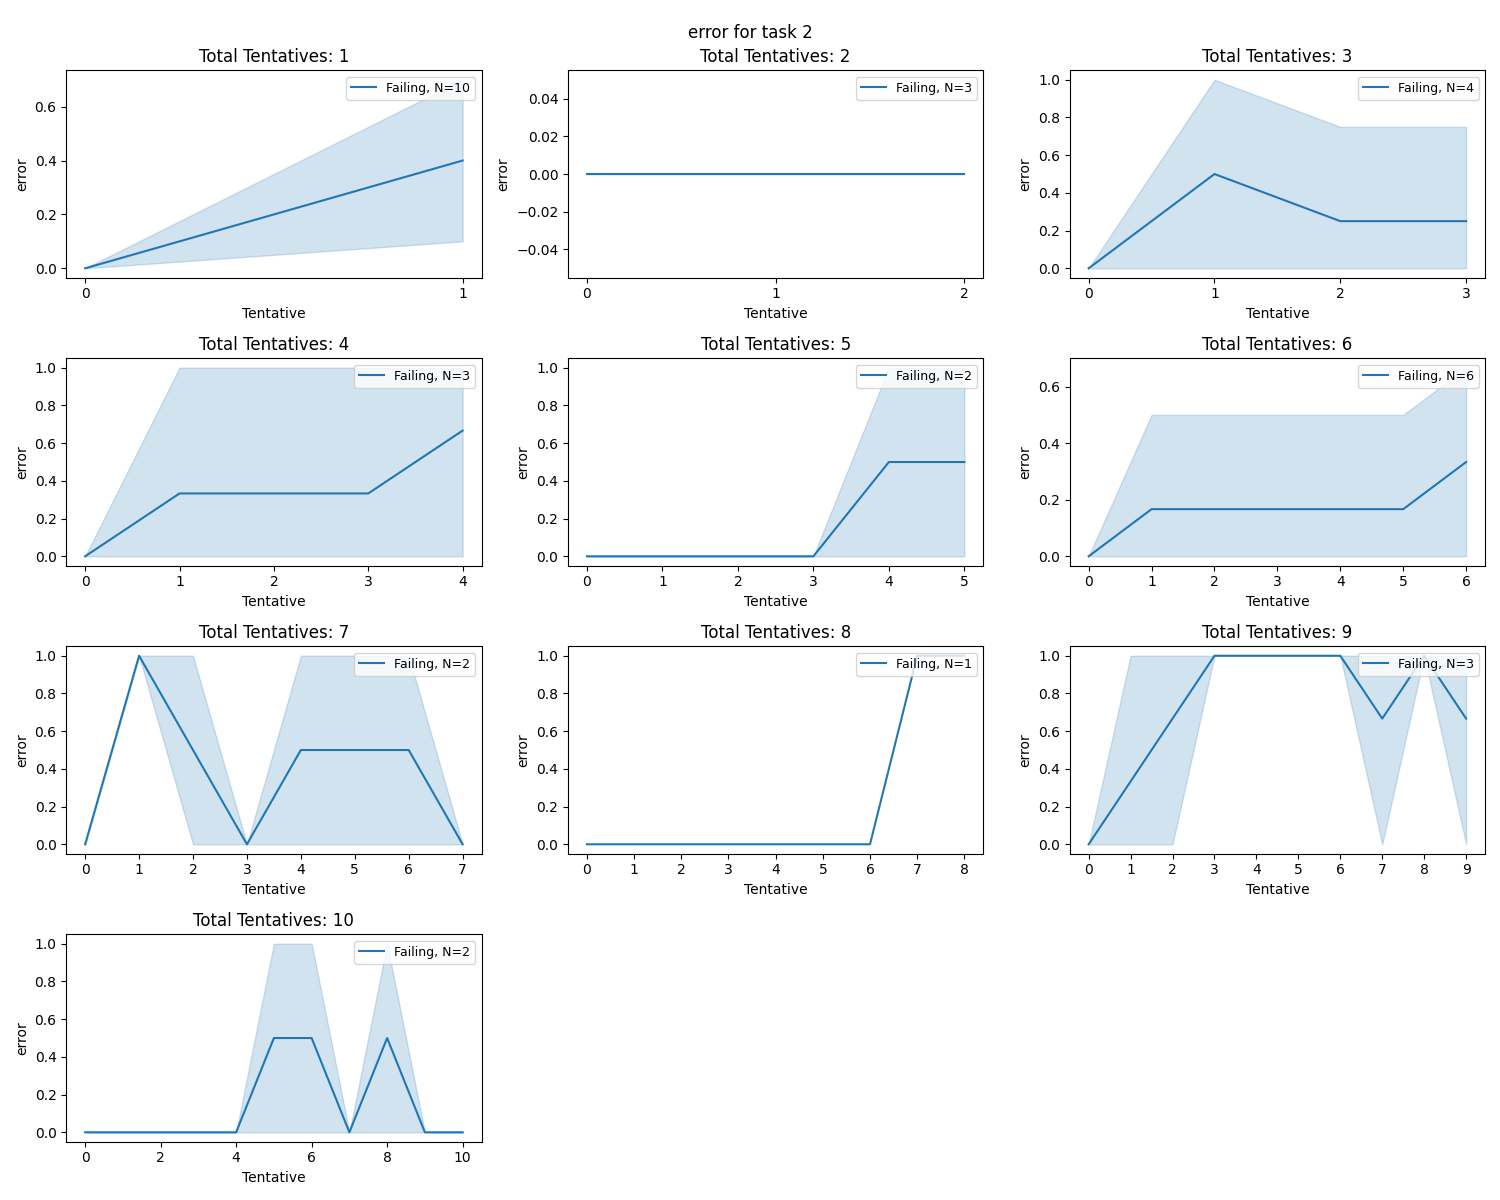 error for task 2
Total Tentatives: 1
Failing, N=10
0.6
0.4
0.2
0.0
error
0
1
Tentative
Total Tentatives: 2
Failing, N=3
0.04
0.02
0.00
−0.02
−0.04
error
0
1
2
Tentative
Total Tentatives: 3
Failing, N=4
1.0
0.8
0.6
0.4
0.2
0.0
error
0
1
2
3
Tentative
Total Tentatives: 4
Failing, N=3
1.0
0.8
0.6
0.4
0.2
0.0
error
0
1
2
3
4
Tentative
Total Tentatives: 5
Failing, N=2
1.0
0.8
0.6
0.4
0.2
0.0
error
0
1
2
3
4
5
Tentative
Total Tentatives: 6
Failing, N=6
0.6
0.4
0.2
0.0
error
0
1
2
3
4
5
6
Tentative
Total Tentatives: 7
Failing, N=2
1.0
0.8
0.6
0.4
0.2
0.0
error
0
1
2
3
4
5
6
7
Tentative
Total Tentatives: 8
Failing, N=1
1.0
0.8
0.6
0.4
0.2
0.0
error
0
1
2
3
4
5
6
7
8
Tentative
Total Tentatives: 9
Failing, N=3
1.0
0.8
0.6
0.4
0.2
0.0
error
0
1
2
3
4
5
6
7
8
9
Tentative
Total Tentatives: 10
Failing, N=2
1.0
0.8
0.6
0.4
0.2
0.0
error
0
2
4
6
8
10
Tentative